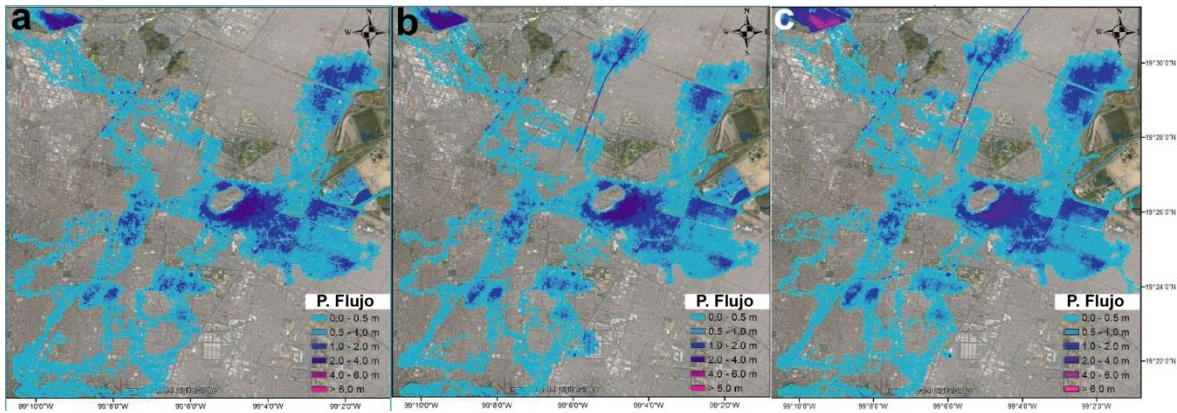 a
b
c
N
W
N
W
N
W
P. Flujo
0,0 - 0,5 m
0,5 - 1,0 m
1,0 - 2,0 m
2,0 - 4,0 m
4,0 - 6,0 m
> 6,0 m
P. Flujo
0,0 - 0,5 m
0,5 - 1,0 m
1,0 - 2,0 m
2,0 - 4,0 m
4,0 - 6,0 m
> 6,0 m
P. Flujo
0,0 - 0,5 m
0,5 - 1,0 m
1,0 - 2,0 m
2,0 - 4,0 m
4,0 - 6,0 m
> 6,0 m
19°30'0"N
19°28'0"N
19°26'0"N
19°24'0"N
19°22'0"N
DigitalGlobe
DigitalGlobe
DigitalGlobe
99°10'0"W 99°8'0"W 99°6'0"W 99°4'0"W 99°2'0"W
99°10'0"W 99°8'0"W 99°6'0"W 99°4'0"W 99°2'0"W
99°10'0"W 99°8'0"W 99°6'0"W 99°4'0"W 99°2'0"W